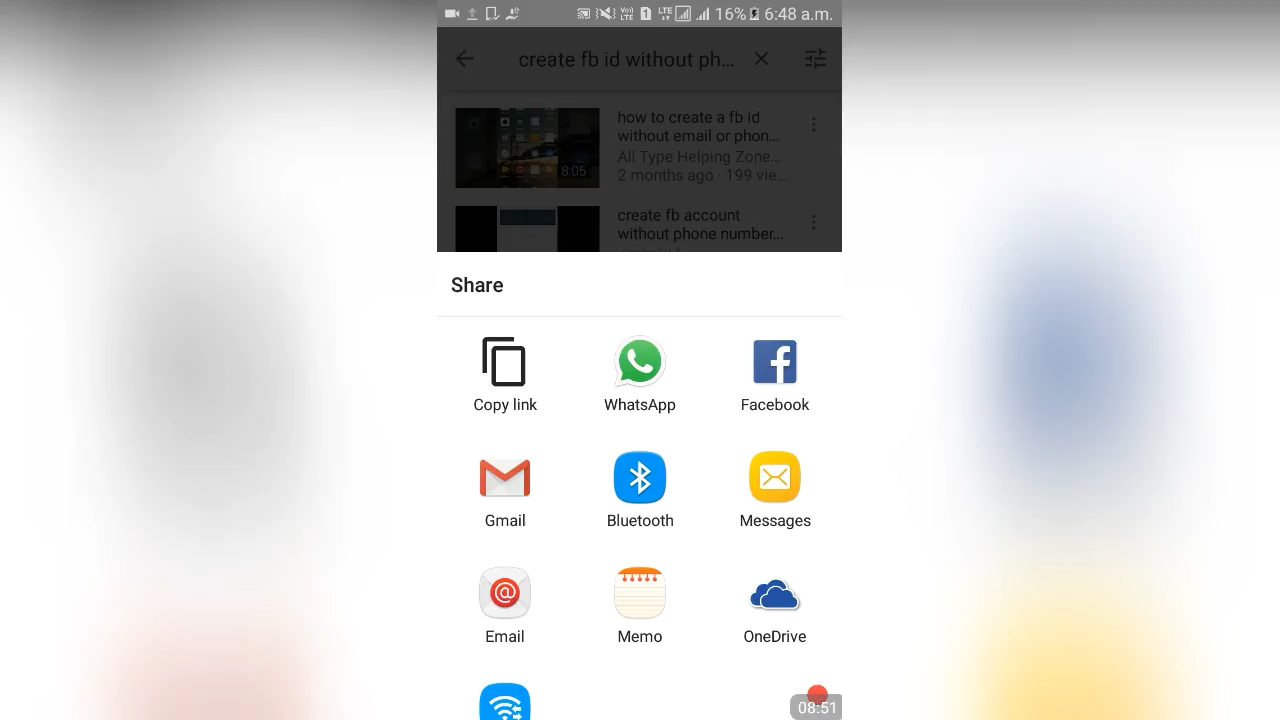 16% 6:48 a.m.
create fb id without ph...
how to create a fb id
without email or phon...
All Type Helping Zone...
2 months ago · 199 vie...
8:05
create fb account
without phone number...
Share
Copy link
WhatsApp
Facebook
Gmail
Bluetooth
Messages
Email
Memo
OneDrive
08:51